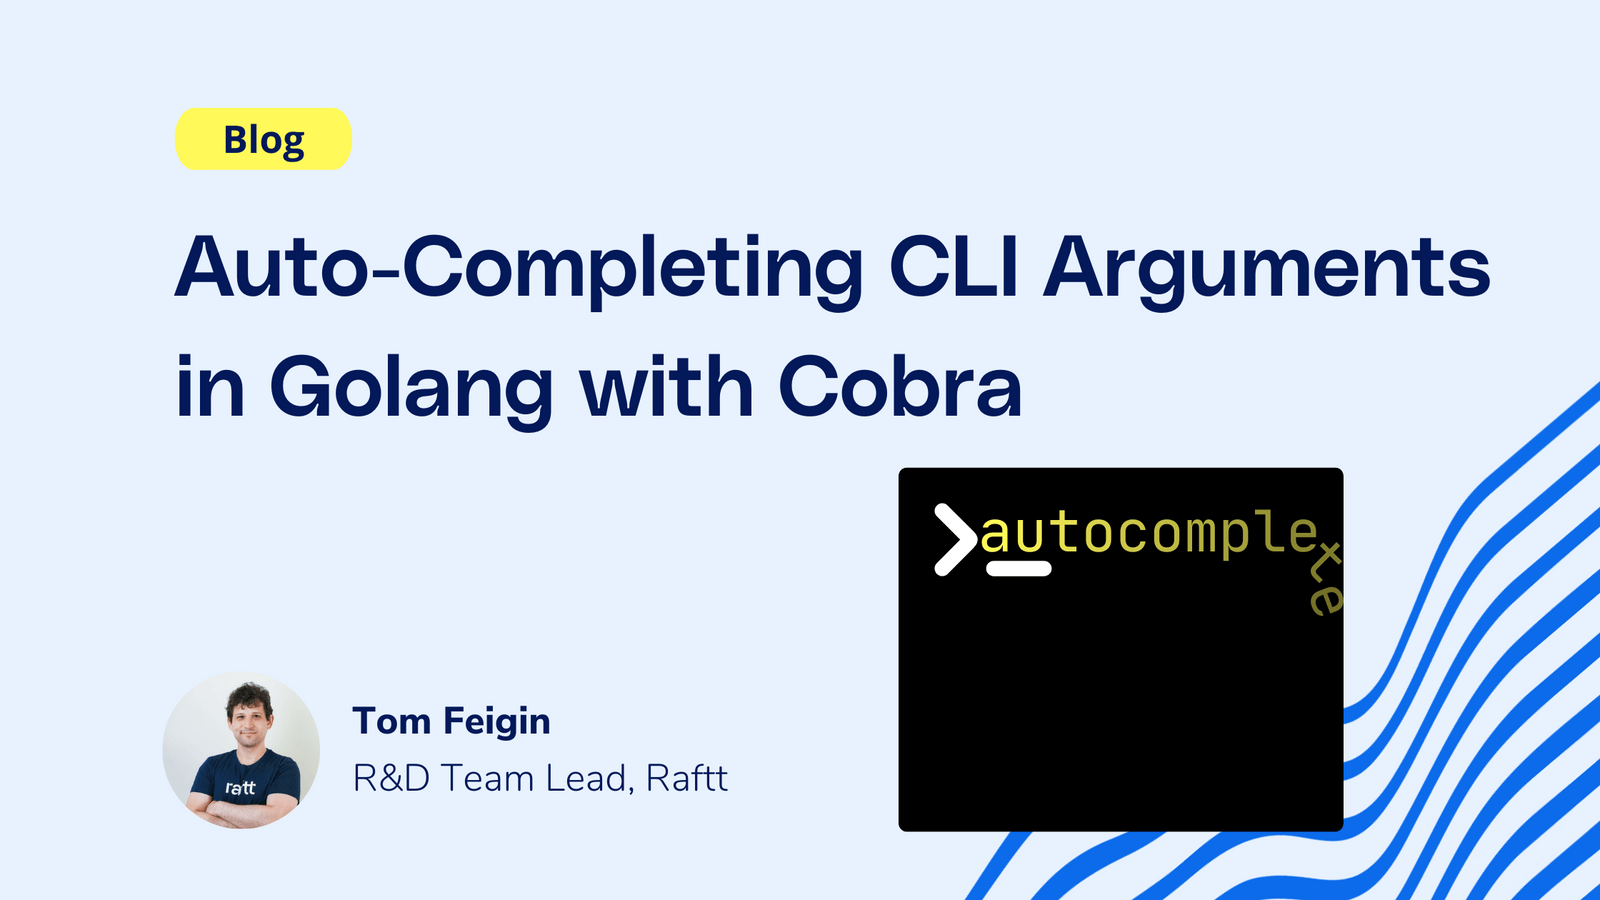 Blog
Auto-Completing CLI Arguments
in Golang with Cobra
autocomplete
Tom Feigin
R&D Team Lead, Raftt
raftt